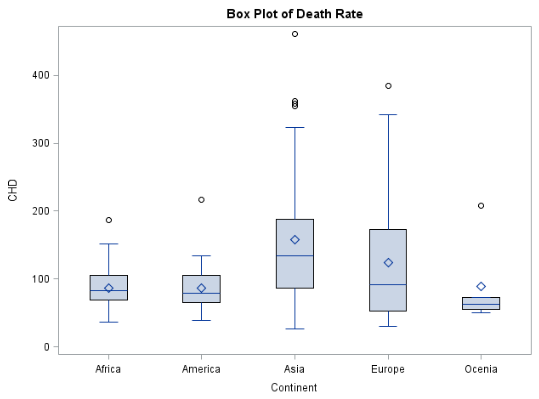 Box Plot of Death Rate
400
300
200
100
0
CHD
Africa America Asia Europe Ocenia
Continent